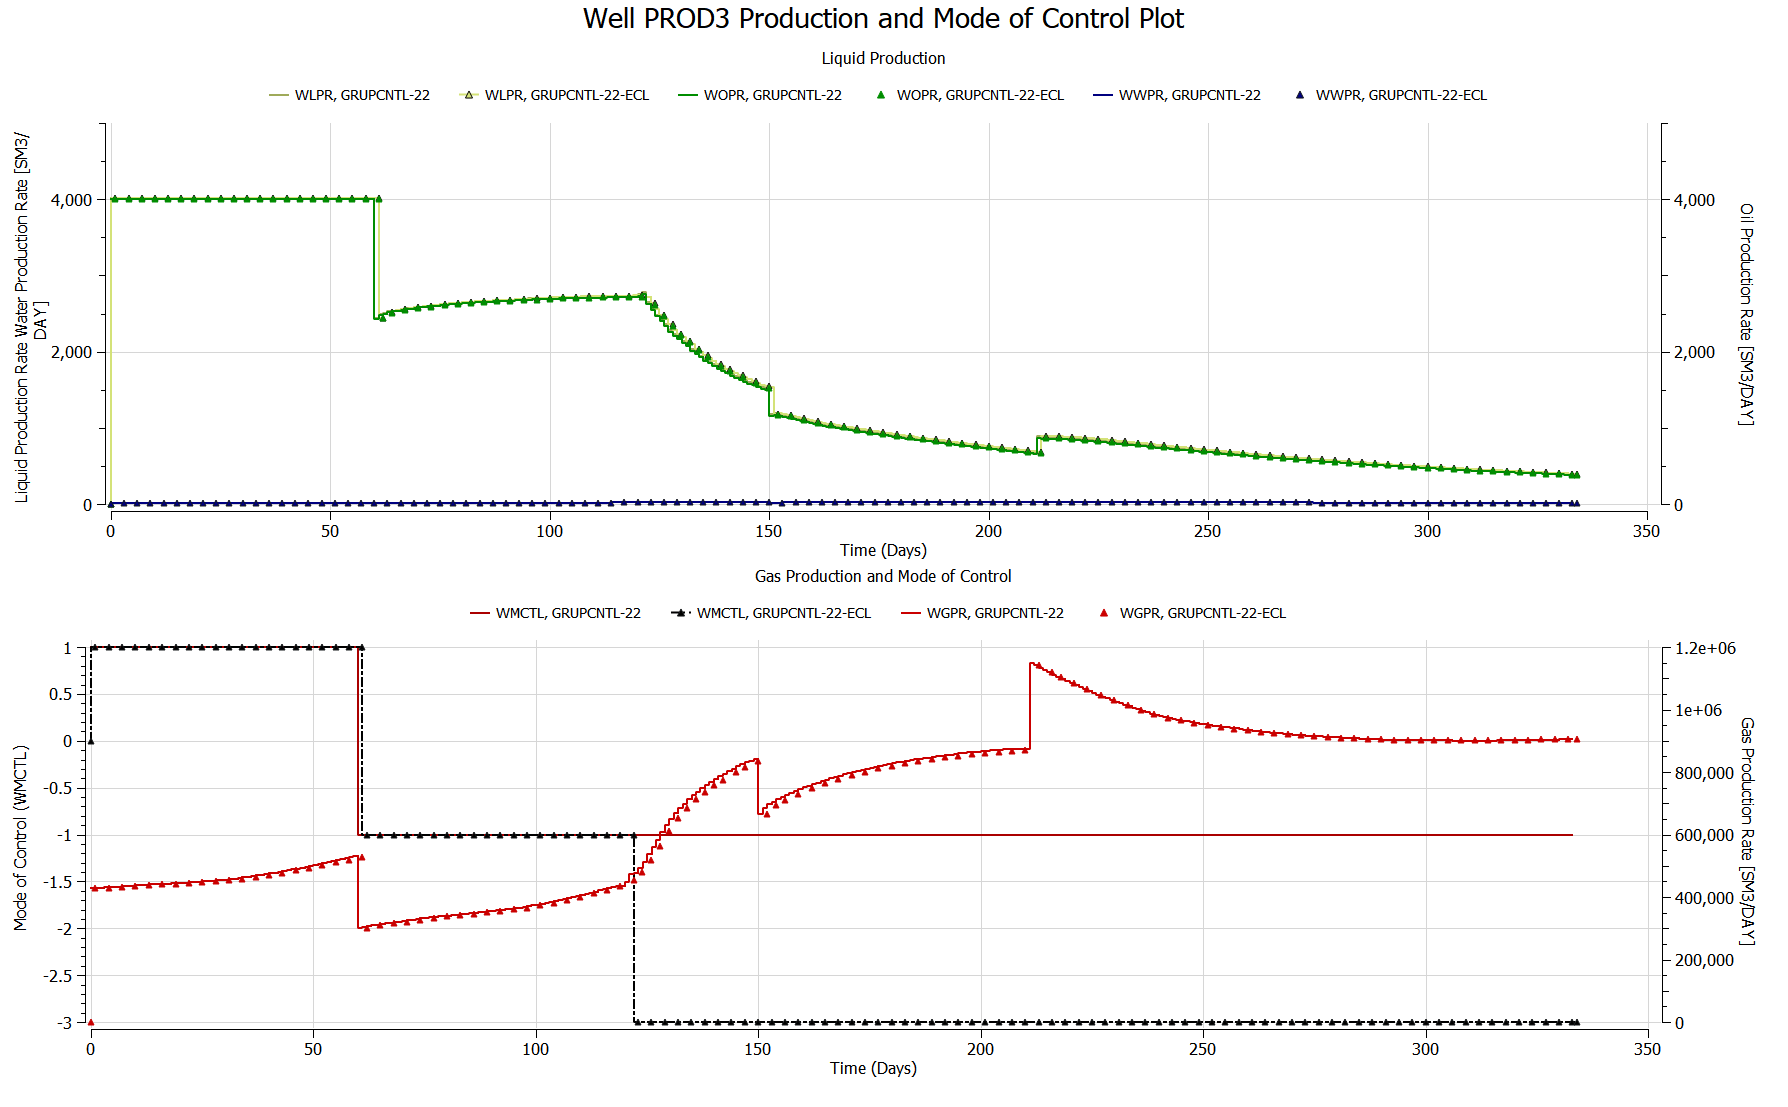 Well PROD3 Production and Mode of Control Plot
Liquid Production
WLPR, GRUPCNTL-22
WLPR, GRUPCNTL-22-ECL
WOPR, GRUPCNTL-22
WOPR, GRUPCNTL-22-ECL
WWPR, GRUPCNTL-22
WWPR, GRUPCNTL-22-ECL
Liquid Production Rate Water Production Rate [SM3/
DAY]
4,000
2,000
0
4,000
2,000
0
Oil Production Rate [SM3/DAY]
0
50
100
150
200
250
300
350
Time (Days)
Gas Production and Mode of Control
WMCTL, GRUPCNTL-22
WMCTL, GRUPCNTL-22-ECL
WGPR, GRUPCNTL-22
WGPR, GRUPCNTL-22-ECL
Mode of Control (WMCTL)
1
0.5
0
-0.5
-1
-1.5
-2
-2.5
-3
1.2e+06
1e+06
800,000
600,000
400,000
200,000
0
Gas Production Rate [SM3/DAY]
0
50
100
150
200
250
300
350
Time (Days)